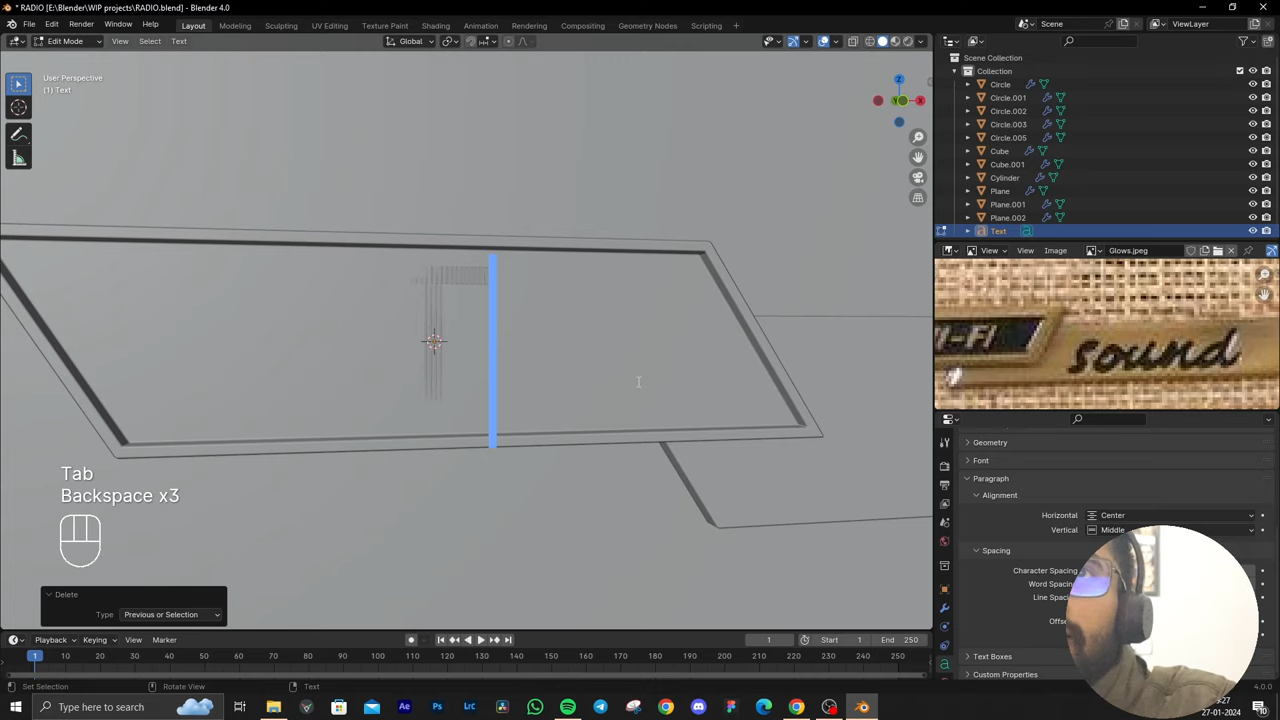 * RADIO [E:\Blender\WIP projects\RADIO.blend] - Blender 4.0
File Edit Render Window Help Layout Modeling Sculpting UV Editing Texture Paint Shading Animation Rendering Compositing Geometry Nodes Scripting + Scene ViewLayer
Edit Mode View Select Text Global
User Perspective
(1) Text
Z
X
Y
Scene Collection
Collection
Circle
Circle.001
Circle.002
Circle.003
Circle.005
Cube
Cube.001
Cylinder
Plane
Plane.001
Plane.002
Text
View View Image Glows.jpeg
sound
Geometry
Font
Paragraph
Alignment
Horizontal Center
Vertical Middle
Spacing
Character Spacing
Word Spacing
Text Boxes
Custom Properties
Tab
Backspace x3
Delete
Type Previous or Selection
Playback Keying View Marker 1 Start 1 End 250
1 10 20 30 40 50 60 70 80 90 100 110 120 130 140 150 160 170 180 190 200 210 220 230 240 250
Set Selection Rotate View Text 4.0.0
Type here to search
27-01-2024